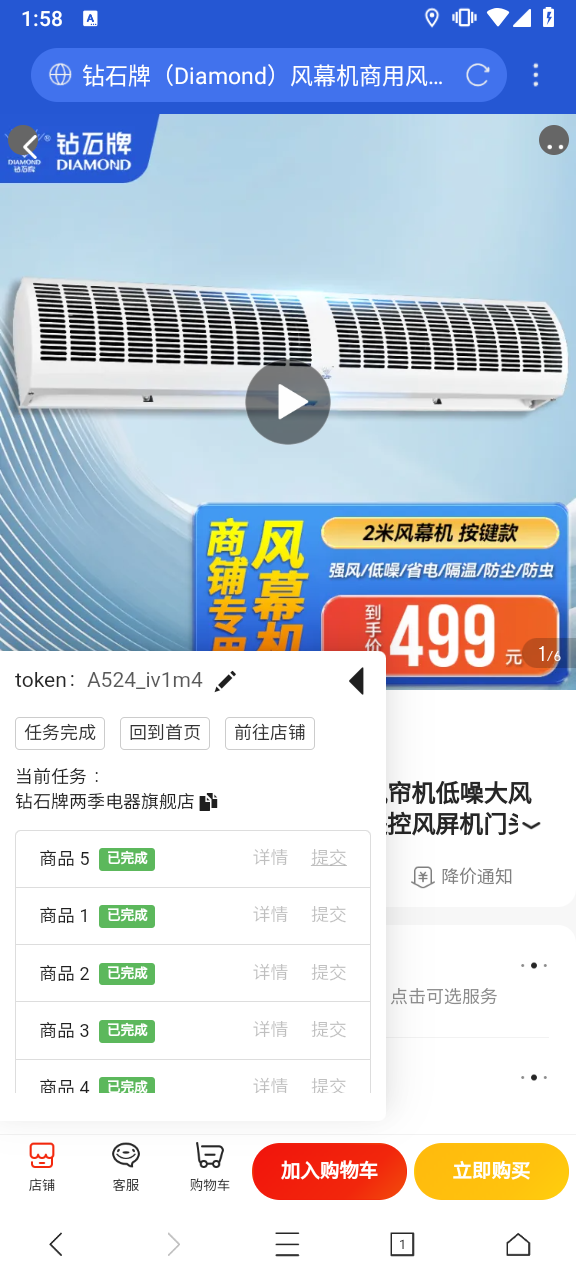 1:58
A
钻石牌（Diamond）风幕机商用风...
DIAMOND
钻石牌
钻石牌®
DIAMOND
商铺专用
风幕机
2米风幕机 按键款
强风/低噪/省电/隔温/防尘/防虫
到手价
499元
1/6
token： A524_iv1m4
任务完成 回到首页 前往店铺
当前任务：
钻石牌两季电器旗舰店
帘机低噪大风
控风屏机门头
降价通知
点击可选服务
商品 5 已完成 详情 提交
商品 1 已完成 详情 提交
商品 2 已完成 详情 提交
商品 3 已完成 详情 提交
商品 4 已完成 详情 提交
店铺 客服 购物车 加入购物车 立即购买
1